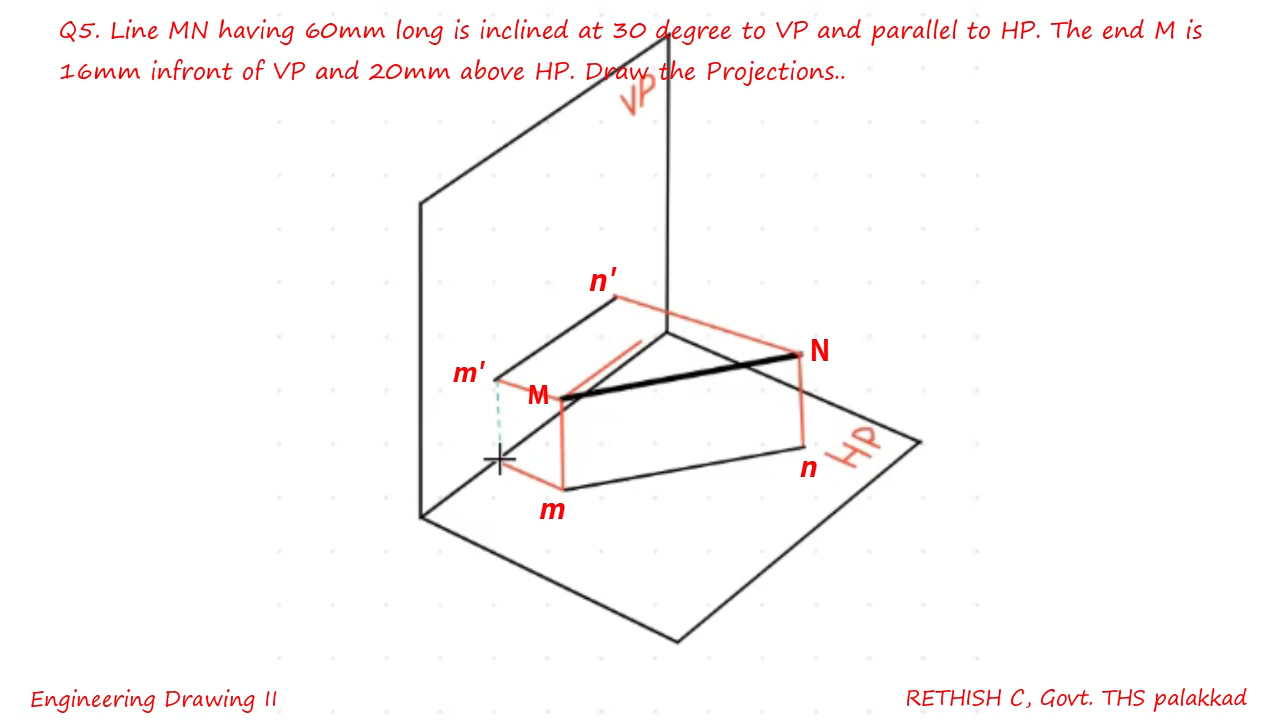 Q5. Line MN having 60mm long is inclined at 30 degree to VP and parallel to HP. The end M is
16mm infront of VP and 20mm above HP. Draw the Projections..
VP
n'
N
m'
M
HP
n
m
Engineering Drawing II
RETHISH C, Govt. THS palakkad